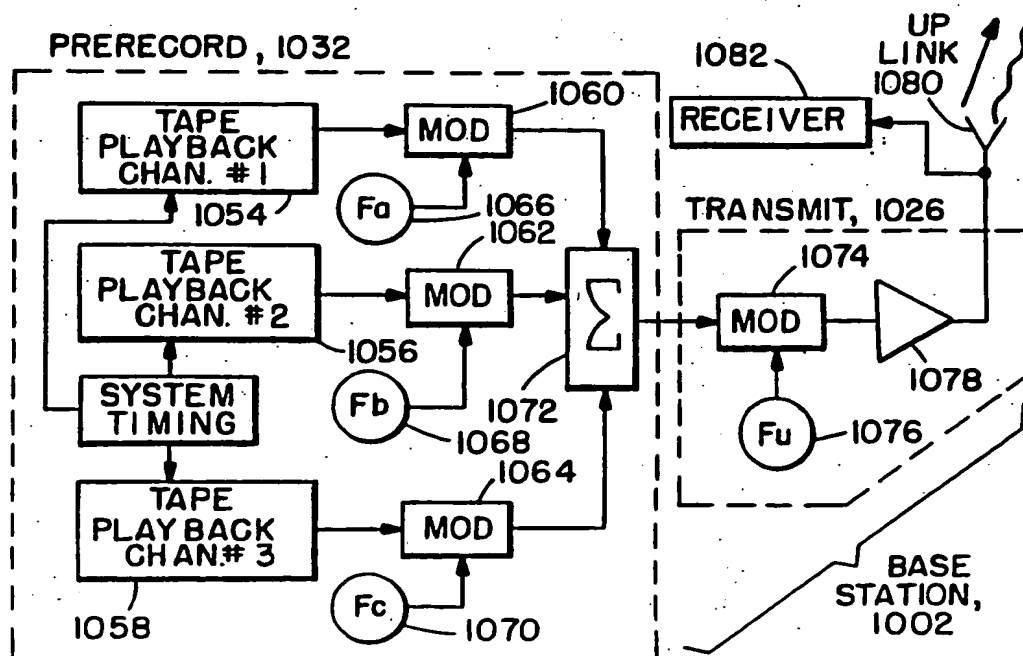 PRERECORD, 1032
TAPE
PLAYBACK
CHAN. #1
1054
MOD
1060
Fa
1066
1062
TAPE
PLAYBACK
CHAN. #2
1056
MOD
Fb
1068
SYSTEM
TIMING
TAPE
PLAYBACK
CHAN.# 3
1058
MOD
1064
Fc
1070
Σ
1072
UP
LINK
1080
1082
RECEIVER
TRANSMIT, 1026
1074
MOD
1078
Fu
1076
BASE
STATION,
1002